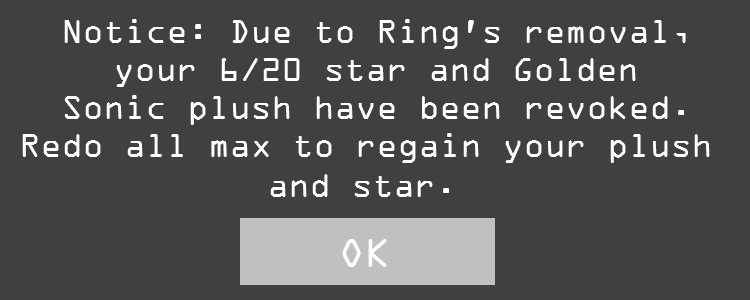 Notice: Due to Ring's removal,
your 6/20 star and Golden
Sonic plush have been revoked.
Redo all max to regain your plush
and star.
OK